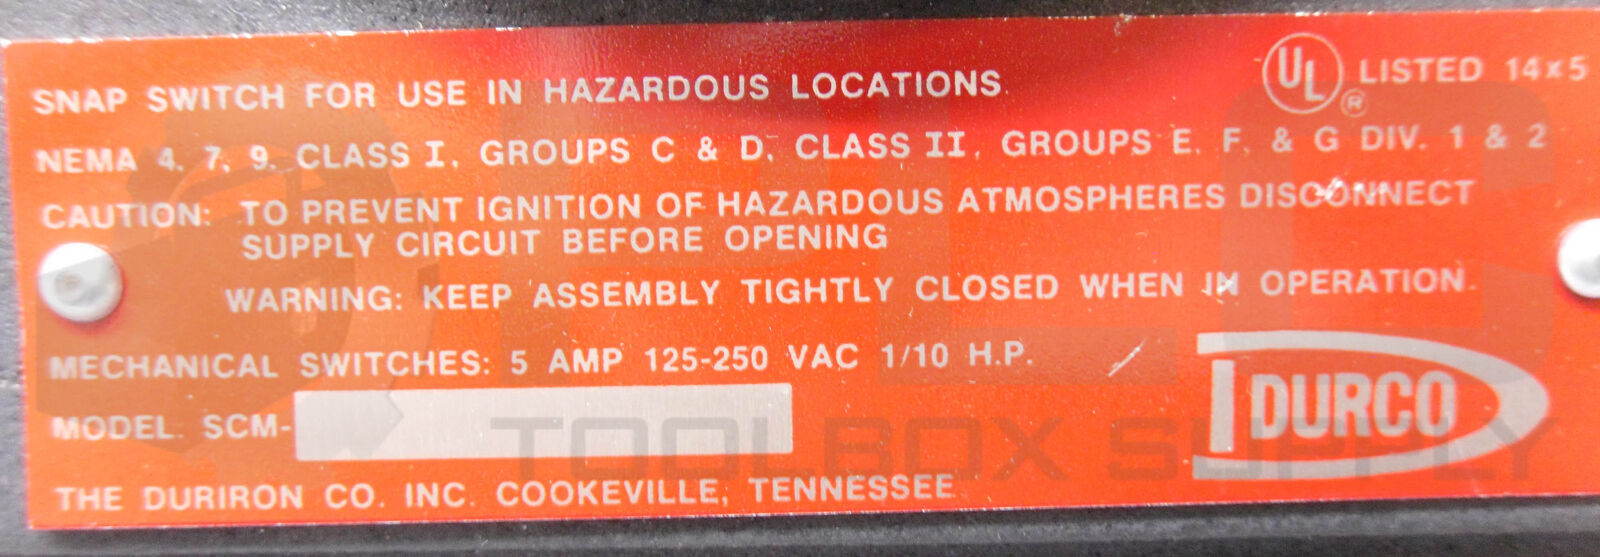 SNAP SWITCH FOR USE IN HAZARDOUS LOCATIONS.
UL ® LISTED 14x5
NEMA 4, 7, 9, CLASS I, GROUPS C & D, CLASS II, GROUPS E, F, & G DIV. 1 & 2
CAUTION: TO PREVENT IGNITION OF HAZARDOUS ATMOSPHERES DISCONNECT
SUPPLY CIRCUIT BEFORE OPENING
WARNING: KEEP ASSEMBLY TIGHTLY CLOSED WHEN IN OPERATION.
MECHANICAL SWITCHES: 5 AMP 125-250 VAC 1/10 H.P.
MODEL. SCM-
DURCO
THE DURIRON CO. INC. COOKEVILLE, TENNESSEE
PLC
TOOLBOX SUPPLY